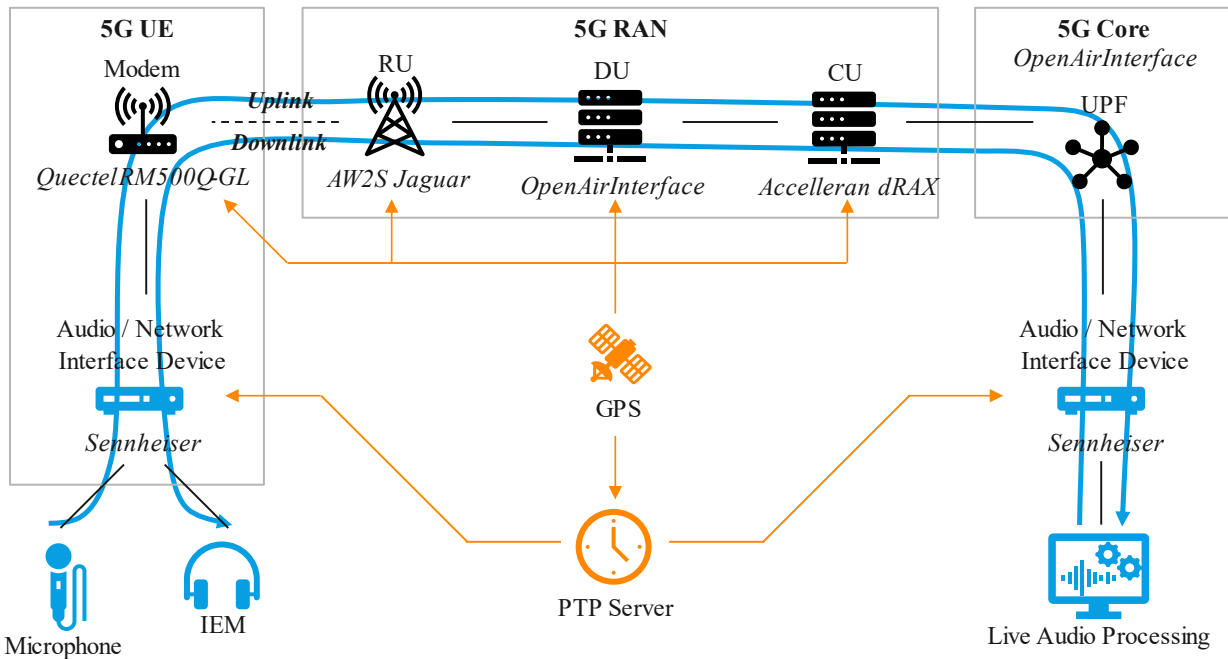 5G UE
Modem
QuectelRM500Q-GL
Audio / Network
Interface Device
Sennheiser
Microphone
IEM
Uplink
Downlink
5G RAN
RU
AW2S Jaguar
DU
OpenAirInterface
CU
Accelleran dRAX
GPS
PTP Server
5G Core
OpenAirInterface
UPF
Audio / Network
Interface Device
Sennheiser
Live Audio Processing